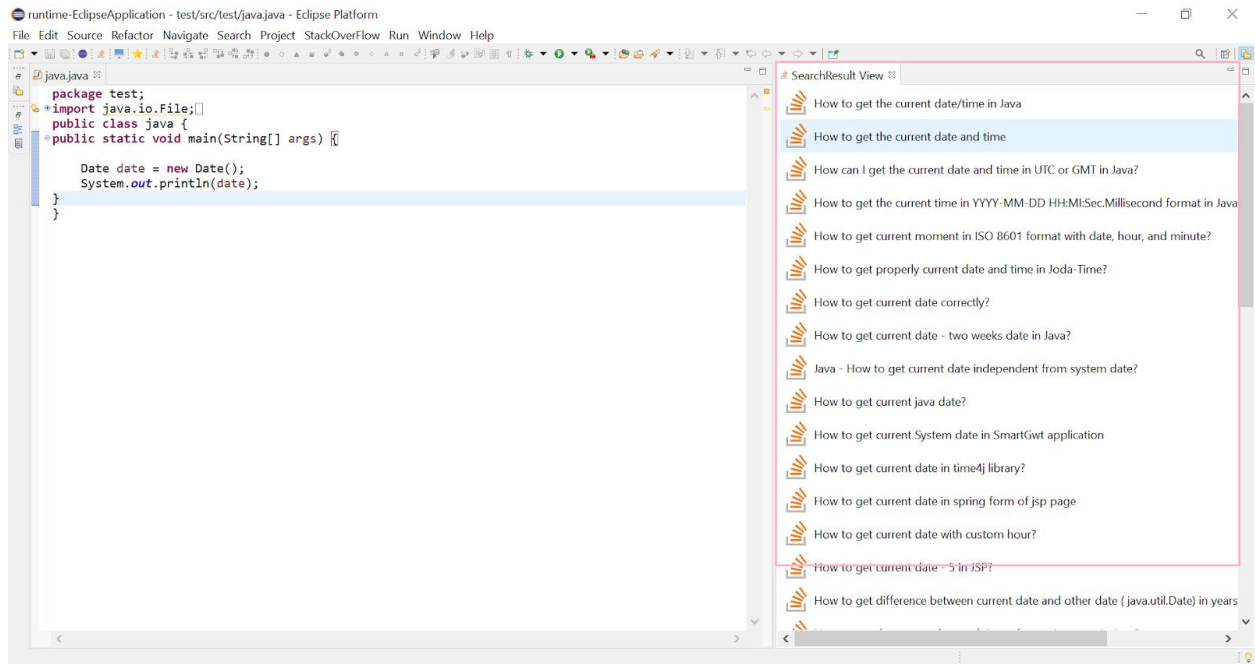 runtime-EclipseApplication - test/src/test/java.java - Eclipse Platform
File Edit Source Refactor Navigate Search Project StackOverFlow Run Window Help
java.java
package test;
import java.io.File;
public class java {
public static void main(String[] args) {
Date date = new Date();
System.out.println(date);
}
}
SearchResult View
How to get the current date/time in Java
How to get the current date and time
How can I get the current date and time in UTC or GMT in Java?
How to get the current time in YYYY-MM-DD HH:MI:Sec.Millisecond format in Java
How to get current moment in ISO 8601 format with date, hour, and minute?
How to get properly current date and time in Joda-Time?
How to get current date correctly?
How to get current date - two weeks date in Java?
Java - How to get current date independent from system date?
How to get current java date?
How to get current System date in SmartGwt application
How to get current date in time4j library?
How to get current date in spring form of jsp page
How to get current date with custom hour?
How to get current date - 5 in JSP?
How to get difference between current date and other date ( java.util.Date) in years